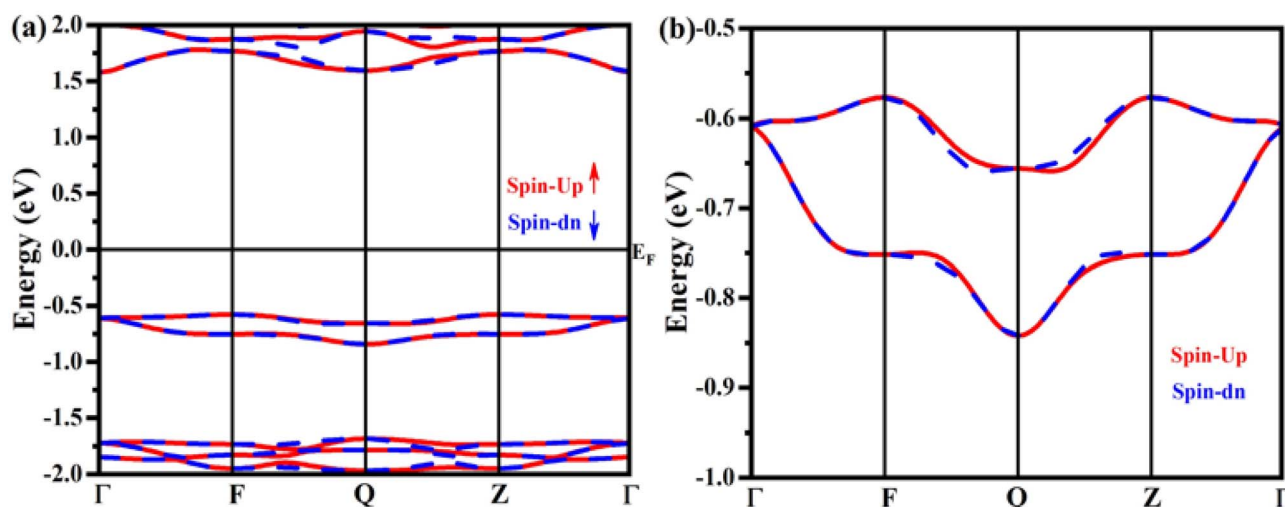 (a)
2.0
1.5
1.0
0.5
0.0
-0.5
-1.0
-1.5
-2.0
Energy (eV)
Spin-Up
Spin-dn
E_F
Γ F Q Z Γ
(b)
-0.5
-0.6
-0.7
-0.8
-0.9
-1.0
Energy (eV)
Spin-Up
Spin-dn
Γ F Q Z Γ